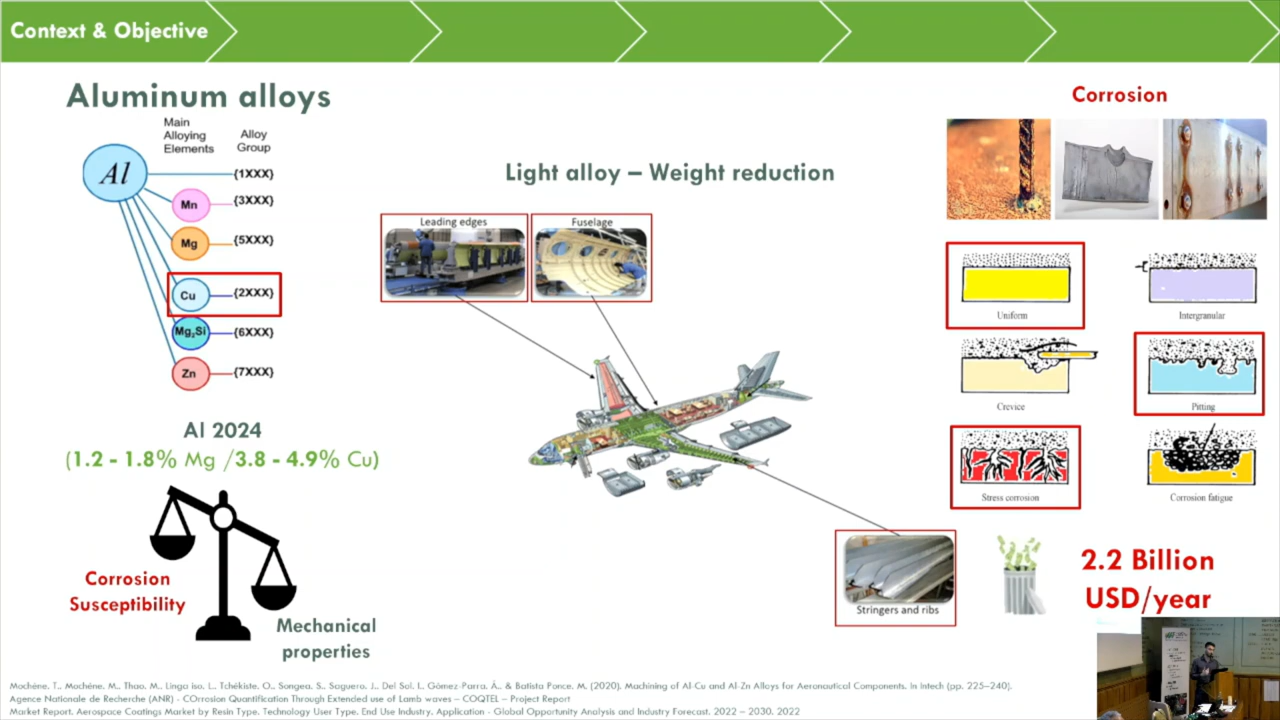 Context & Objective
Aluminum alloys
Main
Alloying
Elements
Alloy
Group
Al
{1XXX}
Mn
{3XXX}
Mg
{5XXX}
Cu
{2XXX}
Mg₂Si
{6XXX}
Zn
{7XXX}
Al 2024
(1.2 - 1.8% Mg /3.8 - 4.9% Cu)
Corrosion
Susceptibility
Mechanical
properties
Light alloy – Weight reduction
Leading edges
Fuselage
Stringers and ribs
Corrosion
Uniform
Intergranular
Crevice
Pitting
Stress corrosion
Corrosion fatigue
2.2 Billion
USD/year
Mochéne, T., Mochéne, M., Thao, M., Linga iso, L., Tchékiste, O., Songea, S., Saguero, J., Del Sol, I., Gómez-Parra, Á., & Batista Ponce, M. (2020). Machining of Al-Cu and Al-Zn Alloys for Aeronautical Components. In Intech (pp. 225–240).
Agence Nationale de Recherche (ANR) - COrrosion Quantification Through Extended use of Lamb waves – COQTEL – Project Report
Market Report. Aerospace Coatings Market by Resin Type. Technology User Type. End Use Industry. Application - Global Opportunity Analysis and Industry Forecast. 2022 – 2030. 2022